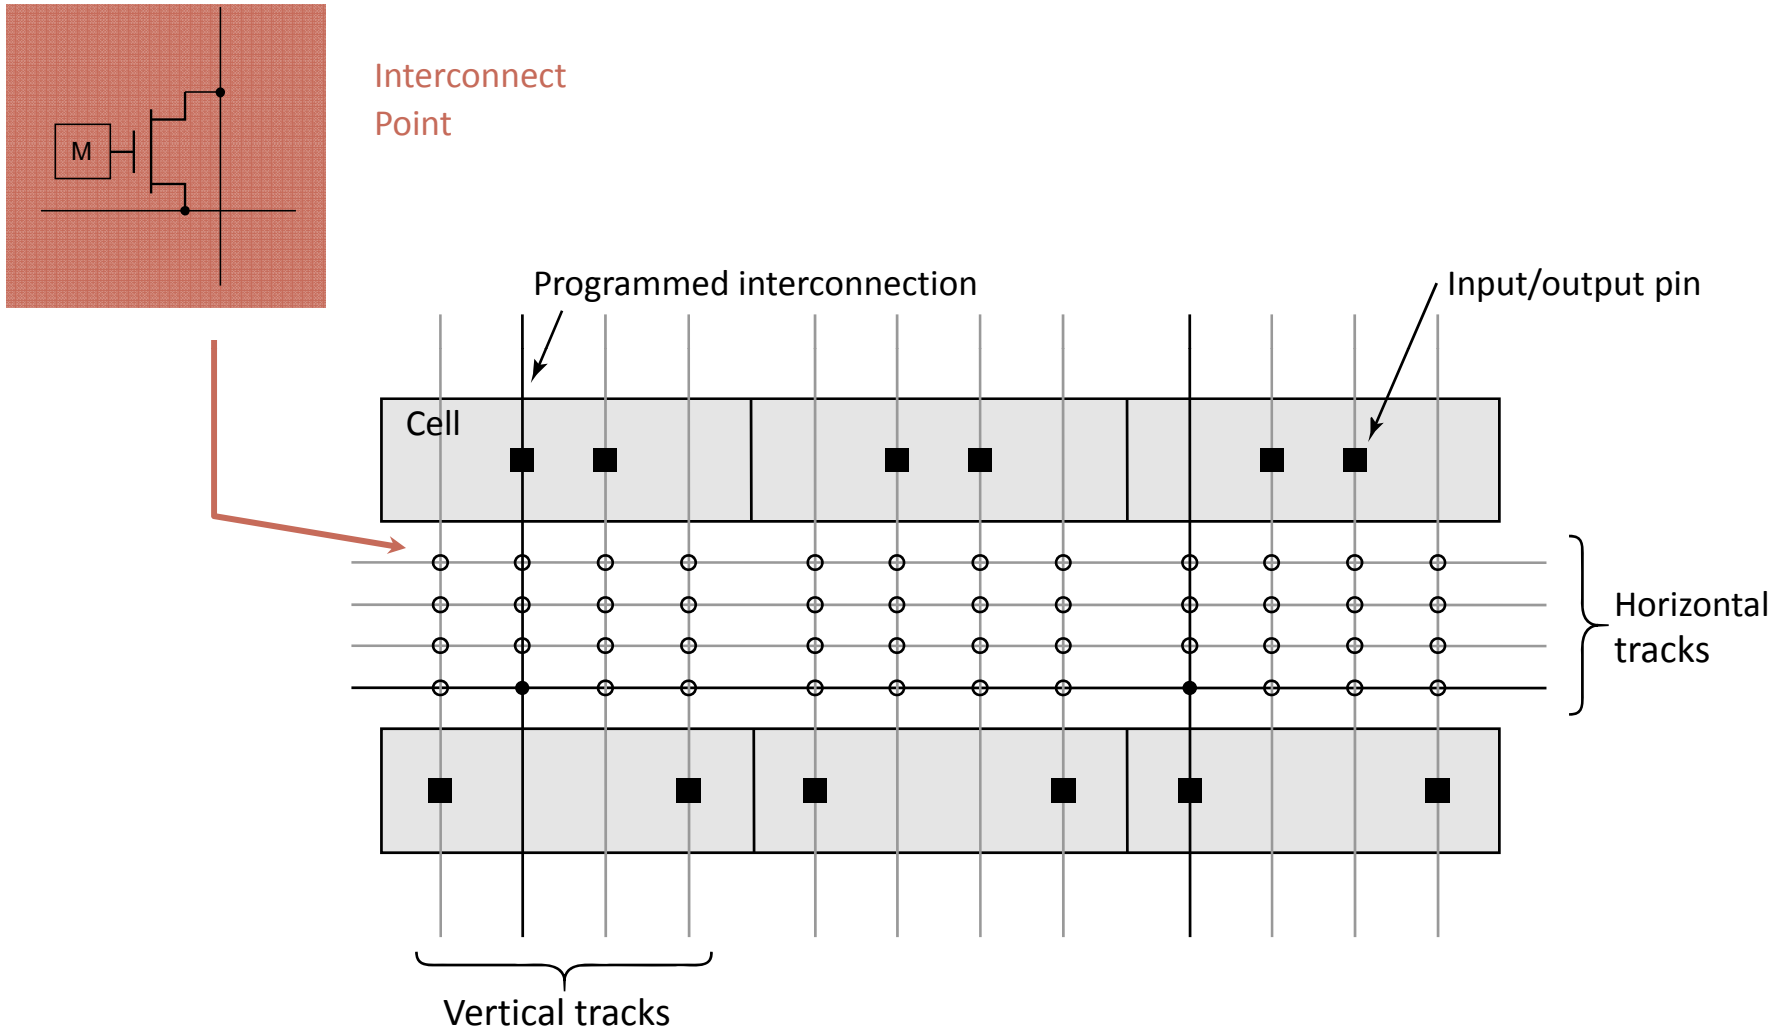 Interconnect
Point
M
Programmed interconnection
Input/output pin
Cell
Horizontal
tracks
Vertical tracks